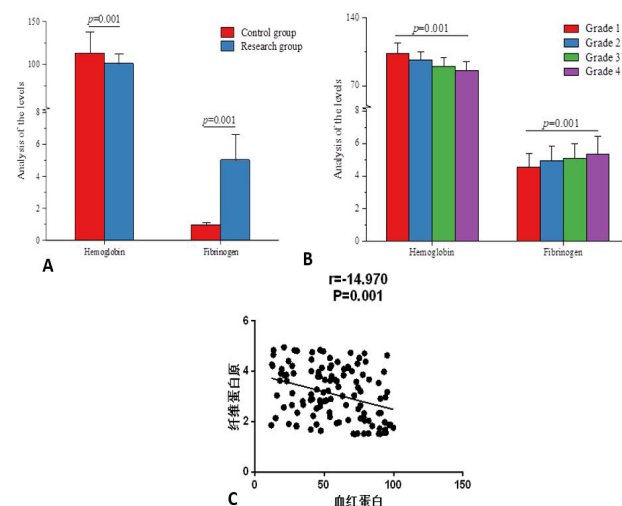 p=0.001
150
100
8
6
4
2
0
Analysis of the levels
Control group
Research group
p=0.001
Hemoglobin
Fibrinogen
A
140
70
8
6
4
2
0
Analysis of the levels
p=0.001
Grade 1
Grade 2
Grade 3
Grade 4
p=0.001
Hemoglobin
Fibrinogen
B
r=-14.970
P=0.001
6
4
2
0
纤维蛋白原
0
50
100
150
血红蛋白
C